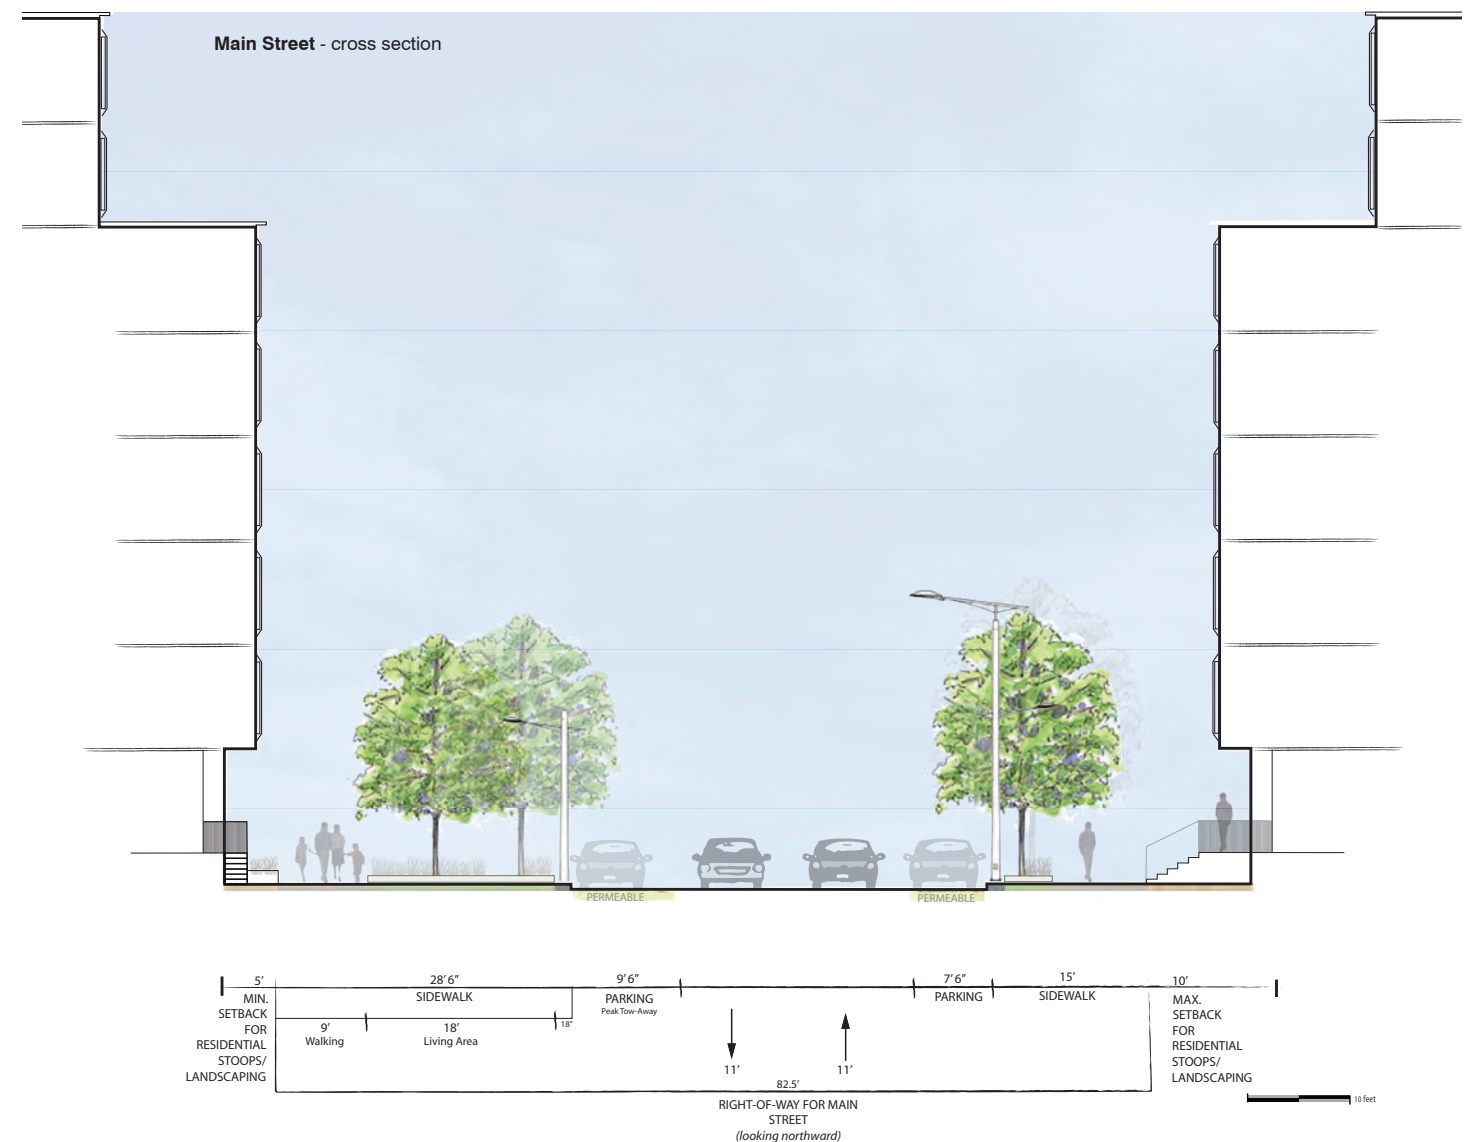 Main Street - cross section
PERMEABLE
PERMEABLE
5’
28’ 6”
9’ 6”
7’ 6”
15’
10’
MIN.
SETBACK
FOR
RESIDENTIAL
STOOPS/
LANDSCAPING
SIDEWALK
9’
Walking
18’
Living Area
18”
PARKING
Peak Tow-Away
11’
11’
PARKING
SIDEWALK
MAX.
SETBACK
FOR
RESIDENTIAL
STOOPS/
LANDSCAPING
82.5’
RIGHT-OF-WAY FOR MAIN
STREET
(looking northward)
10 feet